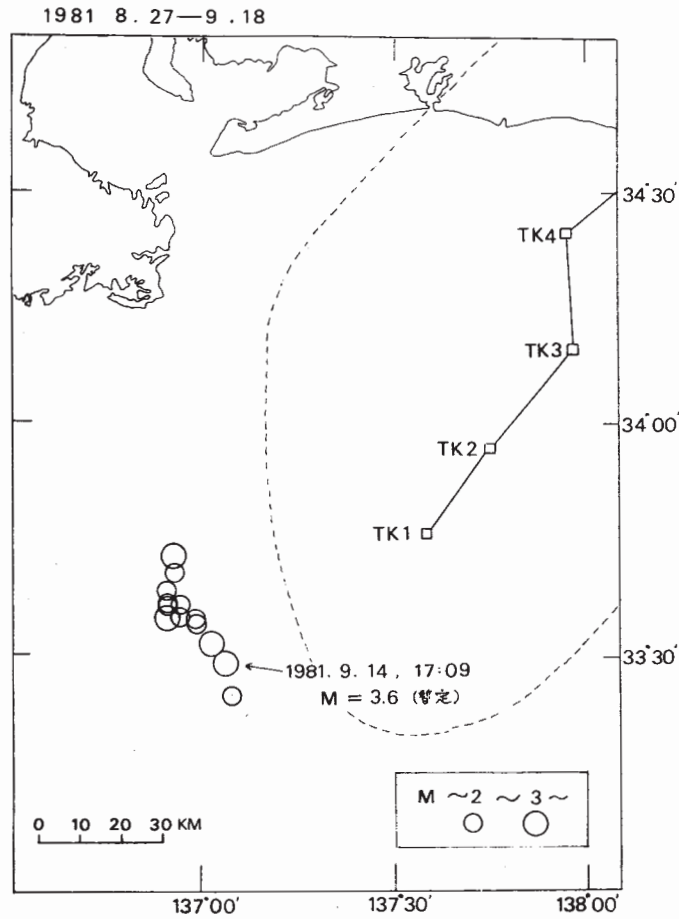 1981 8.27—9.18
34°30'
TK4
TK3
34°00'
TK2
TK1
33°30'
1981.9.14, 17:09
M = 3.6 (暫定)
M ~2 ~ 3 ~
0 10 20 30 KM
137°00' 137°30' 138°00'